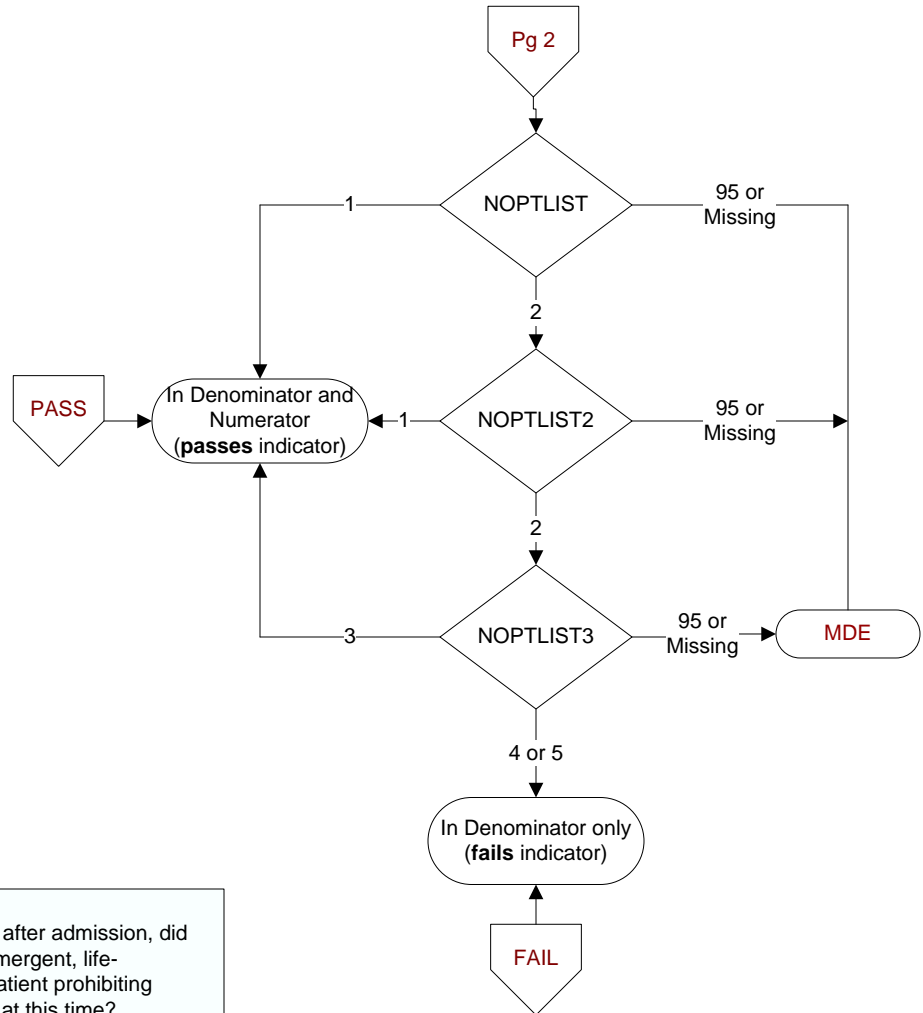 Pg 2
NOPTLIST
1
95 or
Missing
2
PASS
In Denominator and
Numerator
(passes indicator)
1
NOPTLIST2
95 or
Missing
2
3
NOPTLIST3
95 or
Missing
MDE
4 or 5
In Denominator only
(fails indicator)
FAIL
after admission, did
mergent, life-
atient prohibiting
at this time?